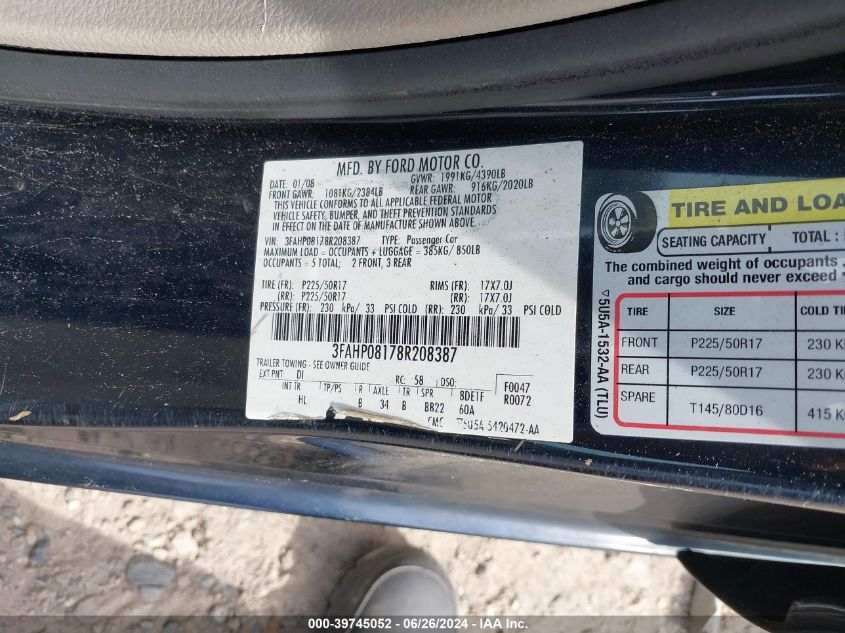 MFD. BY FORD MOTOR CO.
DATE: 01/08 GVWR: 1991KG/4390LB
FRONT GAWR: 1081KG/2384LB REAR GAWR: 916KG/2020LB
THIS VEHICLE CONFORMS TO ALL APPLICABLE FEDERAL MOTOR
VEHICLE SAFETY, BUMPER, AND THEFT PREVENTION STANDARDS
IN EFFECT ON THE DATE OF MANUFACTURE SHOWN ABOVE.
VIN: 3FAHP08178R208387 TYPE: Passenger Car
MAXIMUM LOAD = OCCUPANTS + LUGGAGE = 385KG/ 850LB
OCCUPANTS = 5 TOTAL; 2 FRONT, 3 REAR
TIRE (FR): P225/50R17 RIMS (FR): 17X7.0J
(RR): P225/50R17 (RR): 17X7.0J
PRESSURE (FR): 230 kPa/ 33 PSI COLD (RR): 230 kPa/ 33 PSI COLD
3FAHP08178R208387
TRAILER TOWING - SEE OWNER GUIDE
EXT PNT: DI RC: 58 DSO: F0047
INT TR TP/PS R AXLE TR SPR 8DE1F R0072
HL B 34 B BB22 60A
5U5A 5420472-AA
TIRE AND LOA
SEATING CAPACITY TOTAL :
The combined weight of occupants
and cargo should never exceed
TIRE SIZE COLD TI
FRONT P225/50R17 230 K
REAR P225/50R17 230 K
SPARE T145/80D16 415 K
5U5A-1532-AA (TLU)
000-39745052 - 06/26/2024 - IAA Inc.